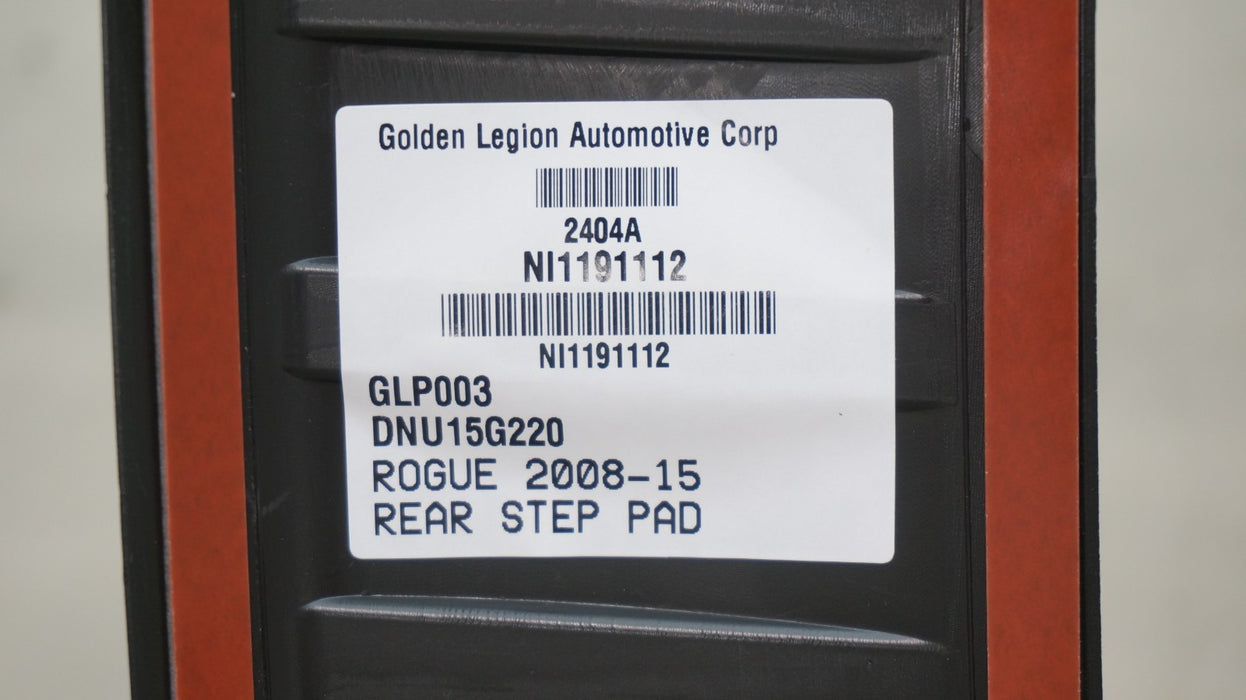 Golden Legion Automotive Corp
2404A
NI1191112
NI1191112
GLP003
DNU15G220
ROGUE 2008-15
REAR STEP PAD